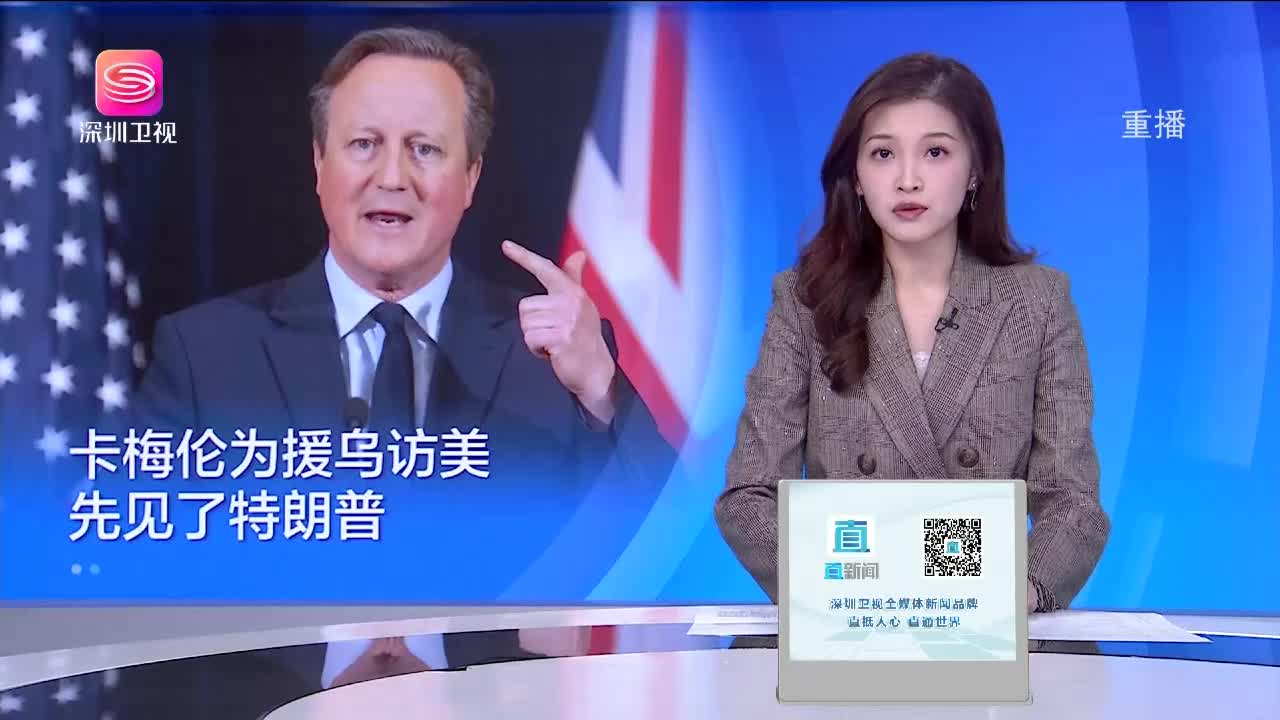 深圳卫视
重播
卡梅伦为援乌访美
先见了特朗普
直
直新闻
直
深圳卫视全媒体新闻品牌
直抵人心 直通世界